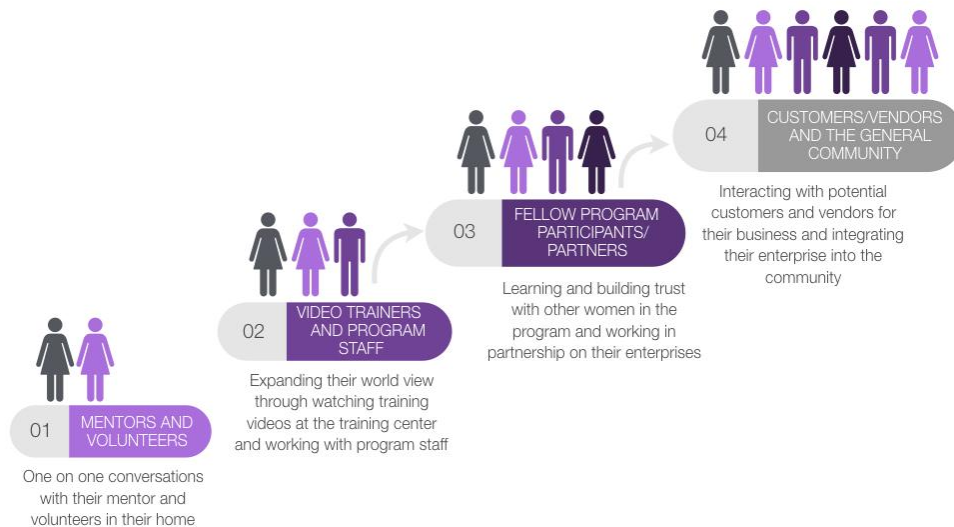 01
MENTORS AND
VOLUNTEERS
One on one conversations
with their mentor and
volunteers in their home
02
VIDEO TRAINERS
AND PROGRAM
STAFF
Expanding their world view
through watching training
videos at the training center
and working with program staff
03
FELLOW PROGRAM
PARTICIPANTS/
PARTNERS
Learning and building trust
with other women in the
program and working in
partnership on their enterprises
04
CUSTOMERS/VENDORS
AND THE GENERAL
COMMUNITY
Interacting with potential
customers and vendors for
their business and integrating
their enterprise into the
community